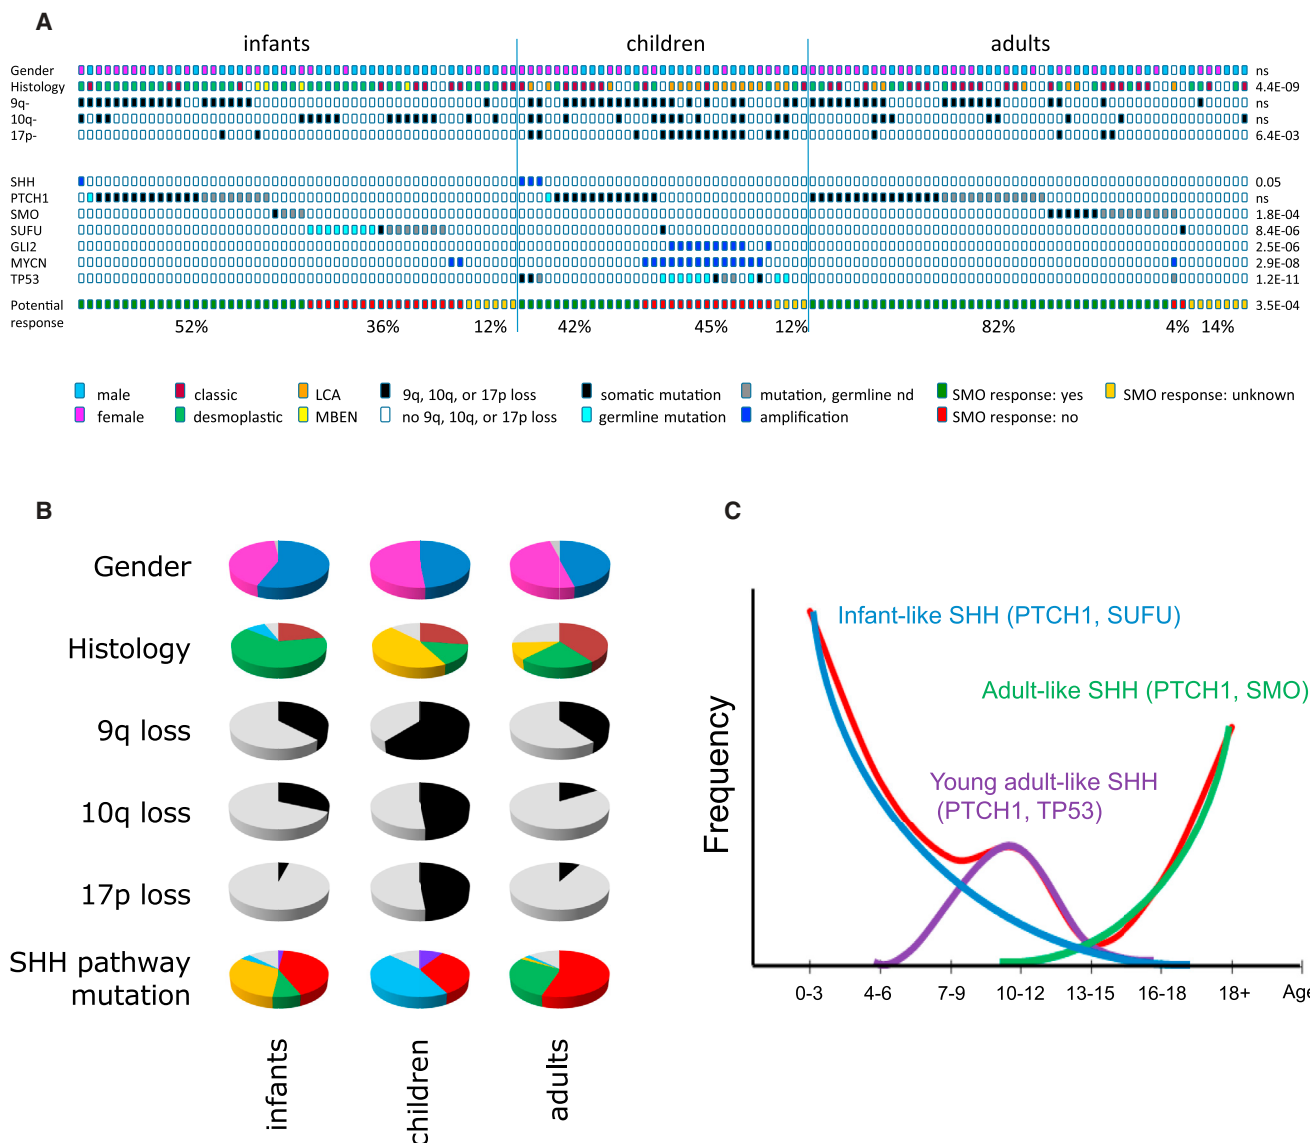 A
infants children adults
Gender ns
Histology 4.4E-09
9q- ns
10q- ns
17p- 6.4E-03
SHH 0.05
PTCH1 ns
SMO 1.8E-04
SUFU 8.4E-06
GLI2 2.5E-06
MYCN 2.9E-08
TP53 1.2E-11
Potential 3.5E-04
response 52% 36% 12% 42% 45% 12% 82% 4% 14%
male classic LCA 9q, 10q, or 17p loss somatic mutation mutation, germline nd SMO response: yes SMO response: unknown
female desmoplastic MBEN no 9q, 10q, or 17p loss germline mutation amplification SMO response: no
B
Gender
Histology
9q loss
10q loss
17p loss
SHH pathway
mutation
infants
children
adults
C
Infant-like SHH (PTCH1, SUFU)
Adult-like SHH (PTCH1, SMO)
Young adult-like SHH
(PTCH1, TP53)
Frequency
0-3 4-6 7-9 10-12 13-15 16-18 18+ Age